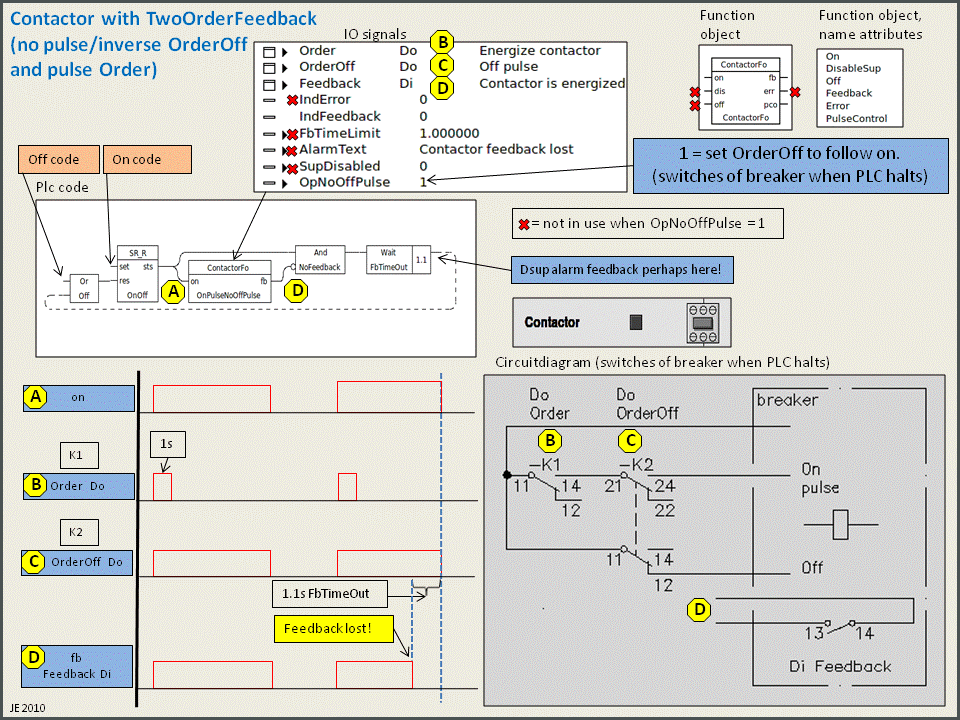 Contactor with TwoOrderFeedback
(no pulse/inverse OrderOff
and pulse Order)
IO signals
Order Do B Energize contactor
OrderOff Do C Off pulse
Feedback Di D Contactor is energized
IndError 0
IndFeedback 0
FbTimeLimit 1.000000
AlarmText Contactor feedback lost
SupDisabled 0
OpNoOffPulse 1
Function
object
ContactorFo
on fb
dis err
off pco
ContactorFo
Function object,
name attributes
On
DisableSup
Off
Feedback
Error
PulseControl
1 = set OrderOff to follow on.
(switches of breaker when PLC halts)
Off code
On code
Plc code
= not in use when OpNoOffPulse = 1
SR_R
set sts
res
OnOff
Or
Off
A
ContactorFo
on fb
OnPulseNoOffPulse
D
And
NoFeedback
Wait
FbTimeOut
1.1
Dsup alarm feedback perhaps here!
Contactor
Circuitdiagram (switches of breaker when PLC halts)
A on
K1
1s
B Order Do
K2
C OrderOff Do
1.1s FbTimeOut
Feedback lost!
D fb
Feedback Di
JE 2010
Do
Order
Do
OrderOff
breaker
B
C
-K1
-K2
11 14
12
21 24
22
On
pulse
11 14
12
Off
D
13 14
Di Feedback